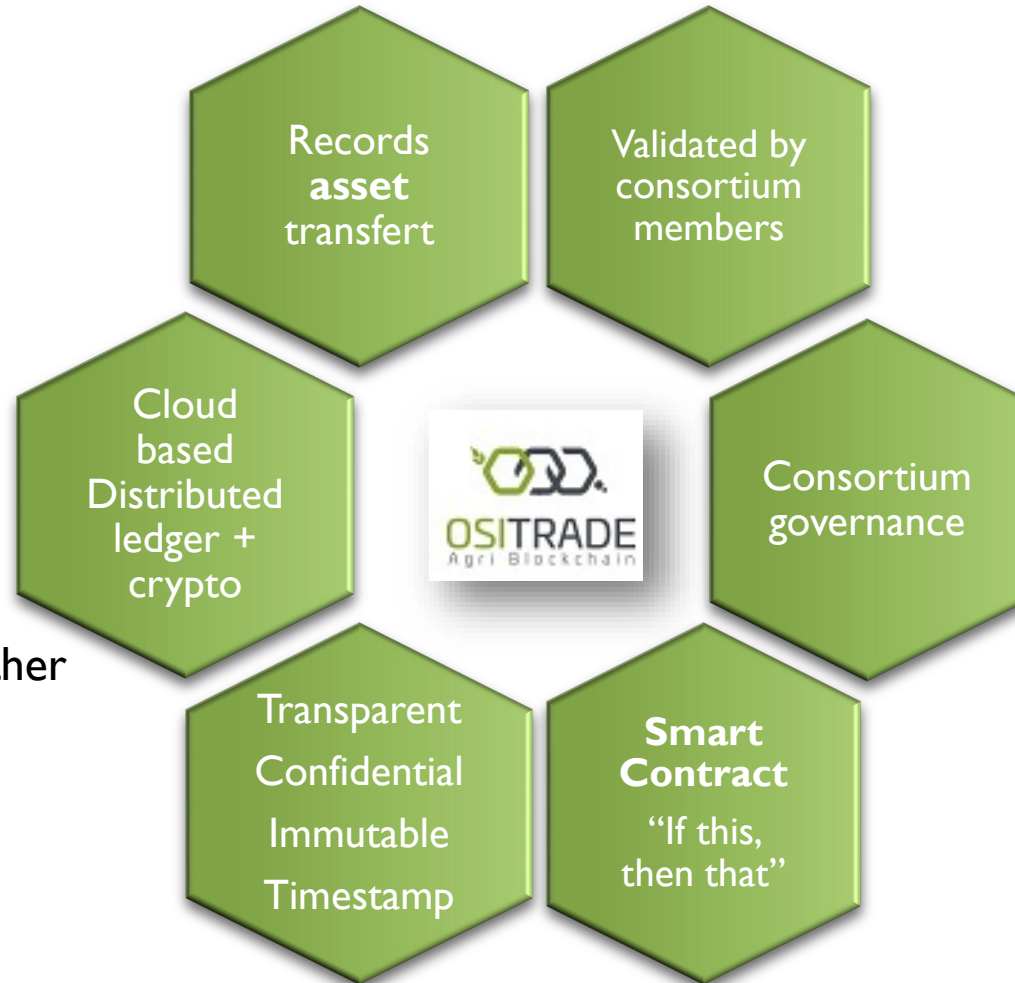 Records
asset
transfert
Validated by
consortium
members
Cloud
based
Distributed
ledger +
crypto
OSITRADE
Agri Blockchain
Consortium
governance
her
Transparent
Confidential
Immutable
Timestamp
Smart
Contract
“If this,
then that”